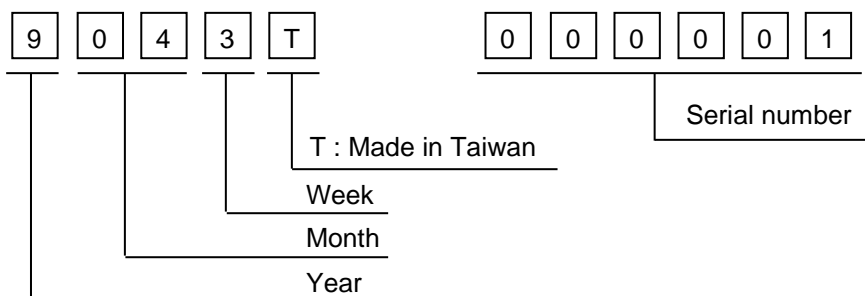 9 0 4 3 T 0 0 0 0 0 1
Serial number
T : Made in Taiwan
Week
Month
Year